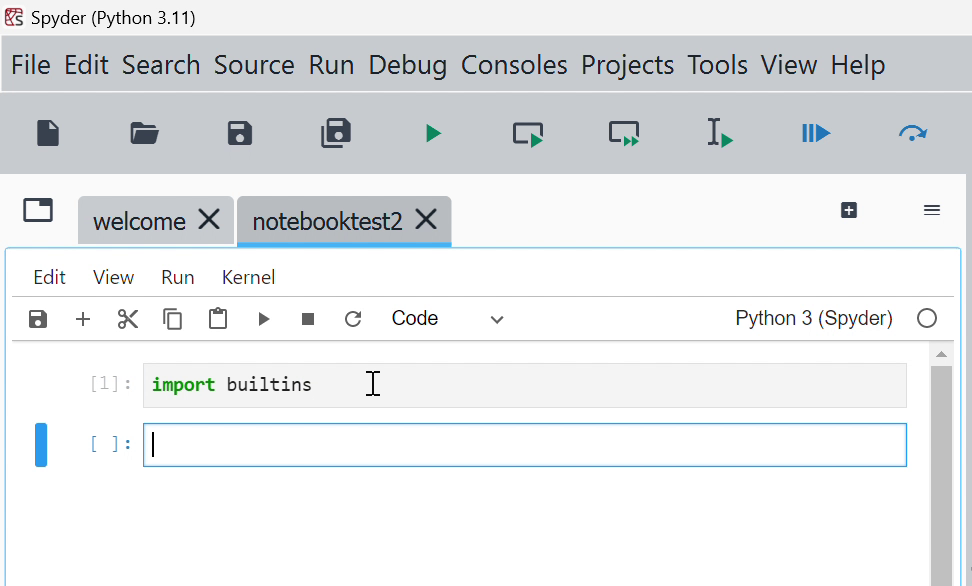 Spyder (Python 3.11)
File Edit Search Source Run Debug Consoles Projects Tools View Help
welcome notebooktest2
Edit View Run Kernel
Code Python 3 (Spyder)
[1]: import builtins
[ ]: